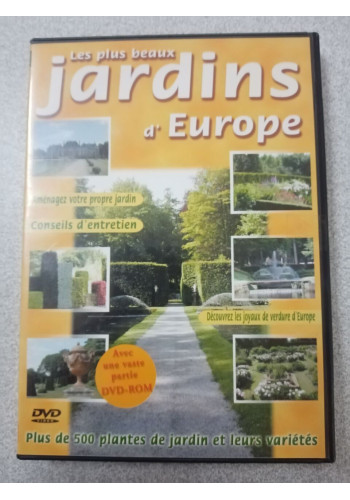 Les plus beaux
jardins
d'Europe
Aménagez votre propre jardin
Conseils d'entretien
Découvrez les joyaux de verdure d'Europe
Avec
une vaste
partie
DVD-ROM
DVD
VIDEO
Plus de 500 plantes de jardin et leurs variétés